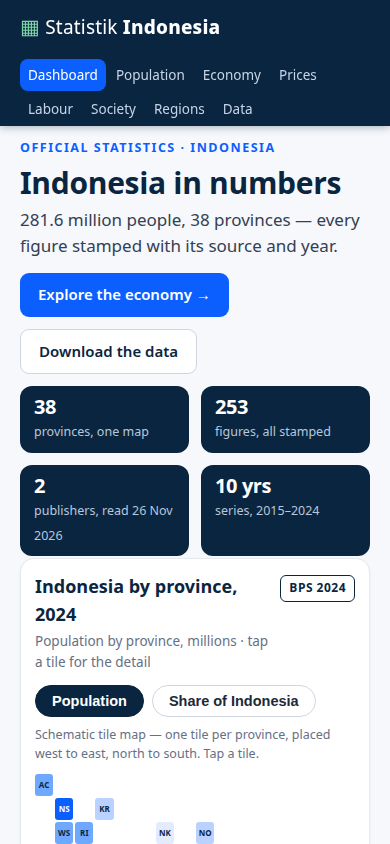 Statistik Indonesia
Dashboard Population Economy Prices
Labour Society Regions Data
OFFICIAL STATISTICS · INDONESIA
Indonesia in numbers
281.6 million people, 38 provinces — every
figure stamped with its source and year.
Explore the economy →
Download the data
38
provinces, one map
253
figures, all stamped
2
publishers, read 26 Nov
2026
10 yrs
series, 2015–2024
Indonesia by province,
2024
BPS 2024
Population by province, millions · tap
a tile for the detail
Population
Share of Indonesia
Schematic tile map — one tile per province, placed
west to east, north to south. Tap a tile.
AC
NS KR
WS RI NK NO